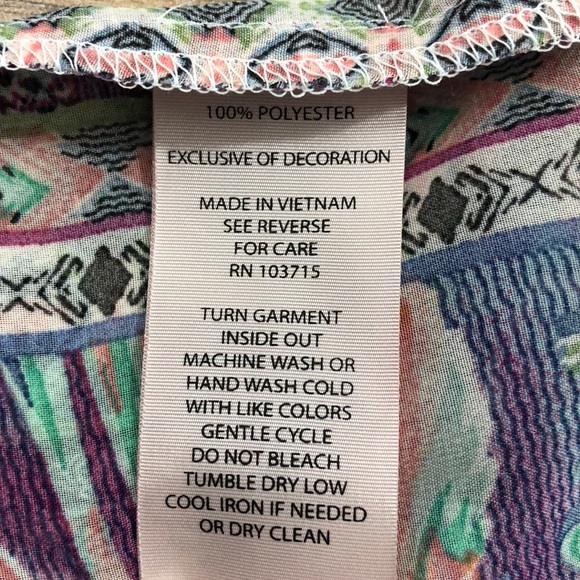 100% POLYESTER
EXCLUSIVE OF DECORATION
MADE IN VIETNAM
SEE REVERSE
FOR CARE
RN 103715
TURN GARMENT
INSIDE OUT
MACHINE WASH OR
HAND WASH COLD
WITH LIKE COLORS
GENTLE CYCLE
DO NOT BLEACH
TUMBLE DRY LOW
COOL IRON IF NEEDED
OR DRY CLEAN